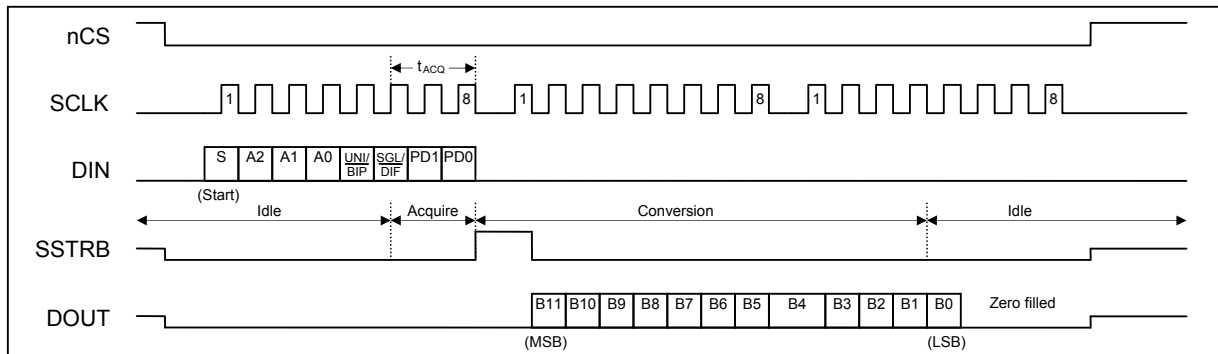 nCS
tACQ
SCLK
1 8 1 8 1 8
DIN
S A2 A1 A0 UNI/BIP SGL/DIF PD1 PD0
(Start)
Idle Acquire Conversion Idle
SSTRB
DOUT
B11 B10 B9 B8 B7 B6 B5 B4 B3 B2 B1 B0 Zero filled
(MSB) (LSB)